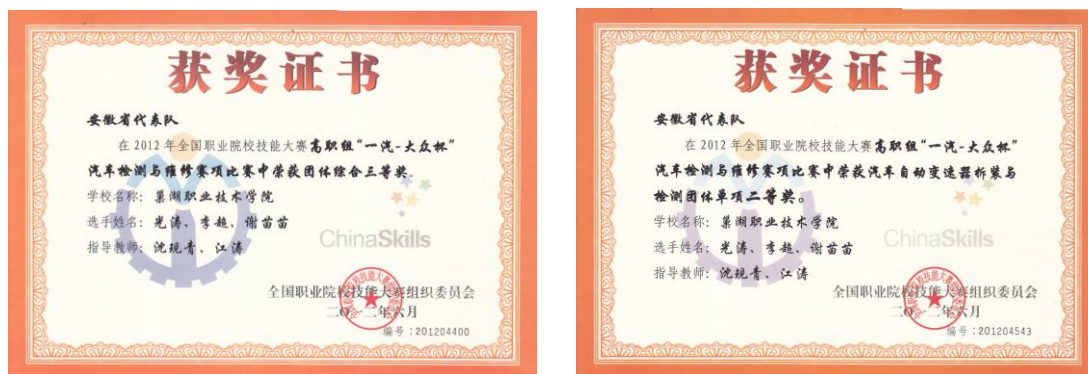 获奖证书
安徽省代表队
在2012年全国职业院校技能大赛高职组“一汽-大众杯”
汽车检测与维修赛项比赛中荣获团体综合三等奖。
学校名称：巢湖职业技术学院
选手姓名：光涛、李超、谢苗苗
指导教师：沈观青、江涛
ChinaSkills
全国职业院校技能大赛组织委员会
二〇一二年六月
编号：201204400
获奖证书
安徽省代表队
在2012年全国职业院校技能大赛高职组“一汽-大众杯”
汽车检测与维修赛项比赛中荣获汽车自动变速器拆装与
检测团体单项二等奖。
学校名称：巢湖职业技术学院
选手姓名：光涛、李超、谢苗苗
指导教师：沈观青、江涛
ChinaSkills
全国职业院校技能大赛组织委员会
二〇一二年六月
编号：201204543